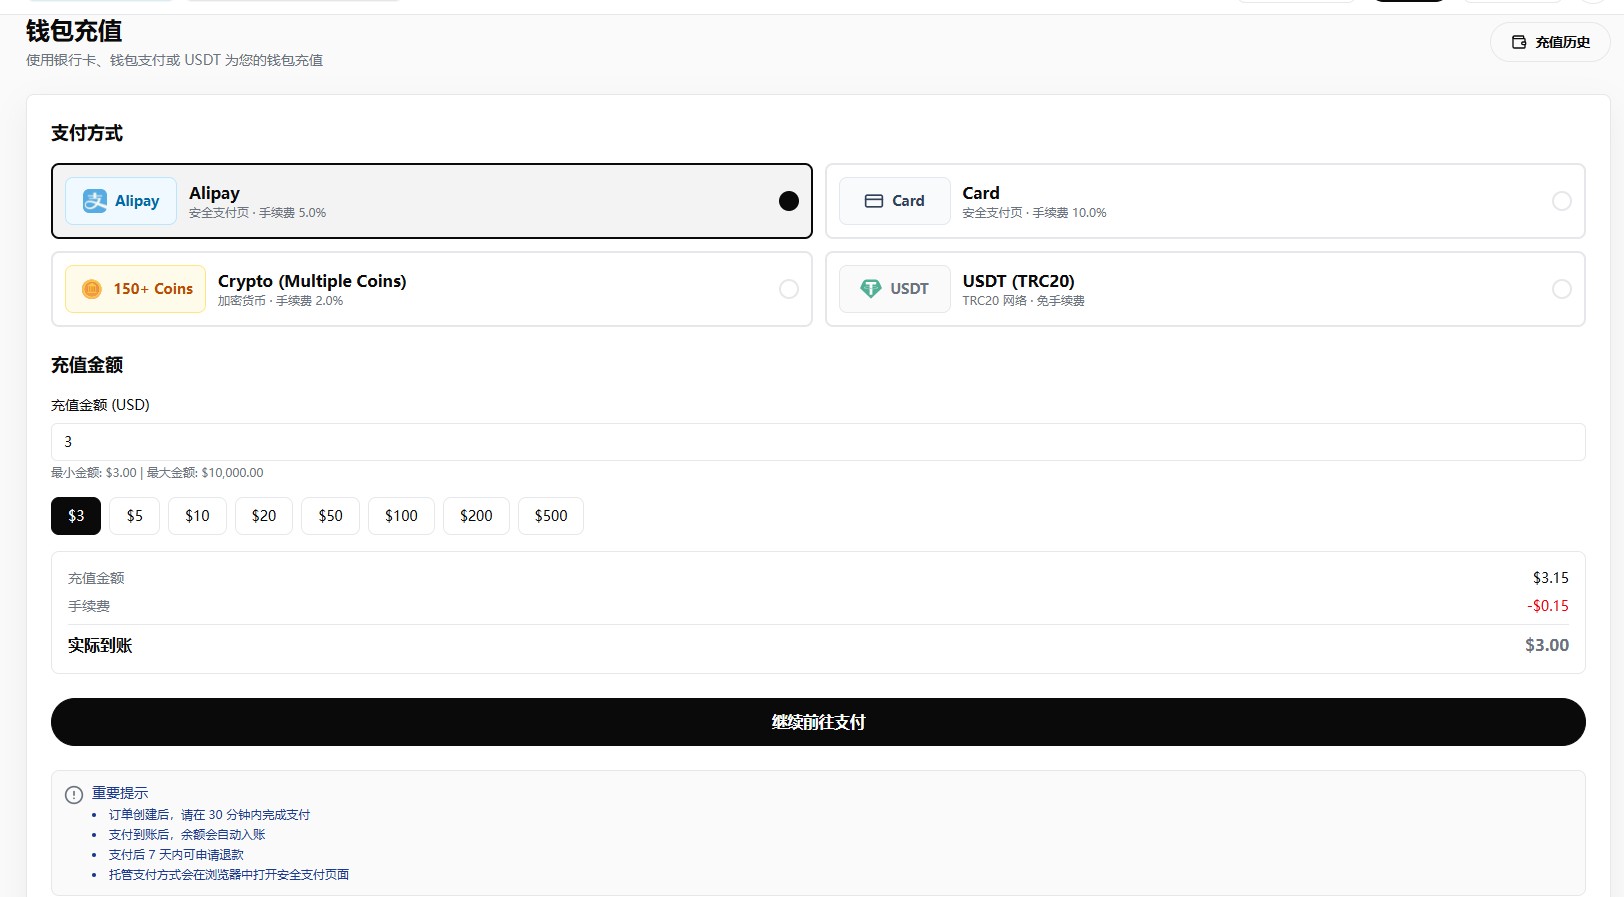 钱包充值
使用银行卡、钱包支付或 USDT 为您的钱包充值
充值历史
支付方式
Alipay
Alipay
安全支付页 · 手续费 5.0%
Card
Card
安全支付页 · 手续费 10.0%
150+ Coins
Crypto (Multiple Coins)
加密货币 · 手续费 2.0%
USDT
USDT (TRC20)
TRC20 网络 · 免手续费
充值金额
充值金额 (USD)
3
最小金额: $3.00 | 最大金额: $10,000.00
$3
$5
$10
$20
$50
$100
$200
$500
充值金额
$3.15
手续费
-$0.15
实际到账
$3.00
继续前往支付
重要提示
订单创建后，请在 30 分钟内完成支付
支付到账后，余额会自动入账
支付后 7 天内可申请退款
托管支付方式会在浏览器中打开安全支付页面